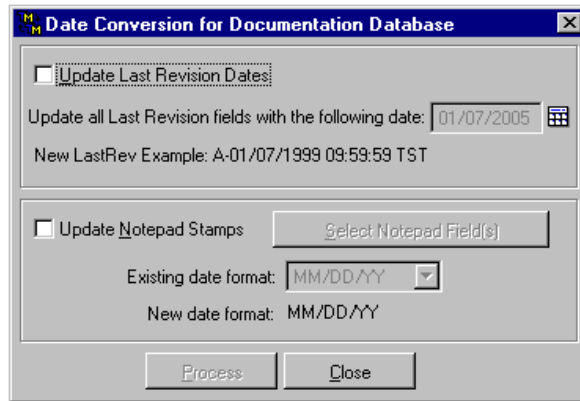 M M Date Conversion for Documentation Database
Update Last Revision Dates
Update all Last Revision fields with the following date: 01/07/2005
New LastRev Example: A-01/07/1999 09:59:59 TST
Update Notepad Stamps Select Notepad Field(s)
Existing date format: MM/DD/YY
New date format: MM/DD/YY
Process Close